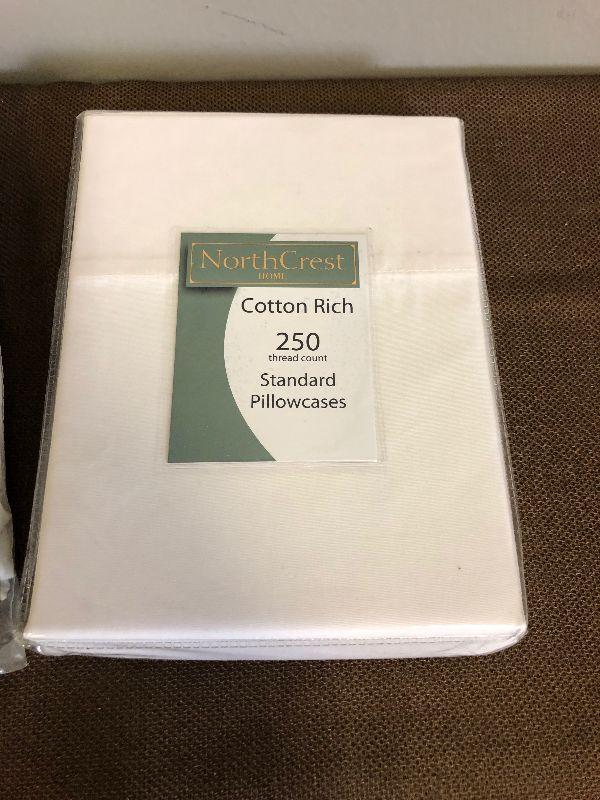 NorthCrest
HOME
Cotton Rich
250
thread count
Standard
Pillowcases